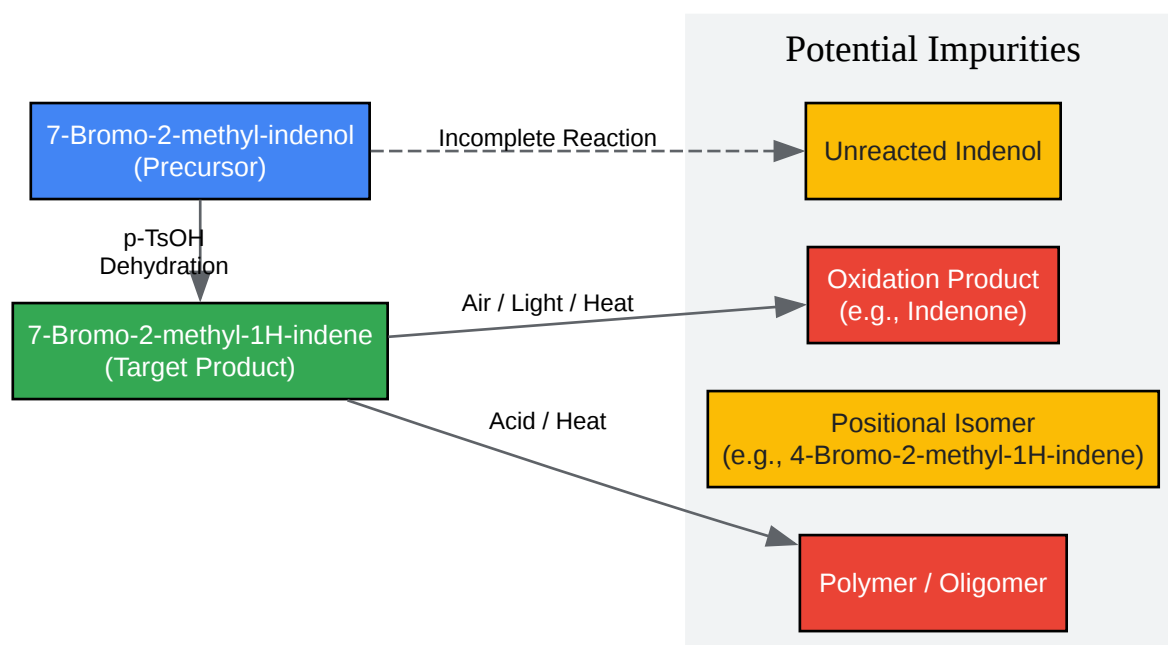 Potential Impurities
7-Bromo-2-methyl-indenol
(Precursor)
Incomplete Reaction
Unreacted Indenol
p-TsOH
Dehydration
Oxidation Product
(e.g., Indenone)
Air / Light / Heat
7-Bromo-2-methyl-1H-indene
(Target Product)
Acid / Heat
Positional Isomer
(e.g., 4-Bromo-2-methyl-1H-indene)
Polymer / Oligomer